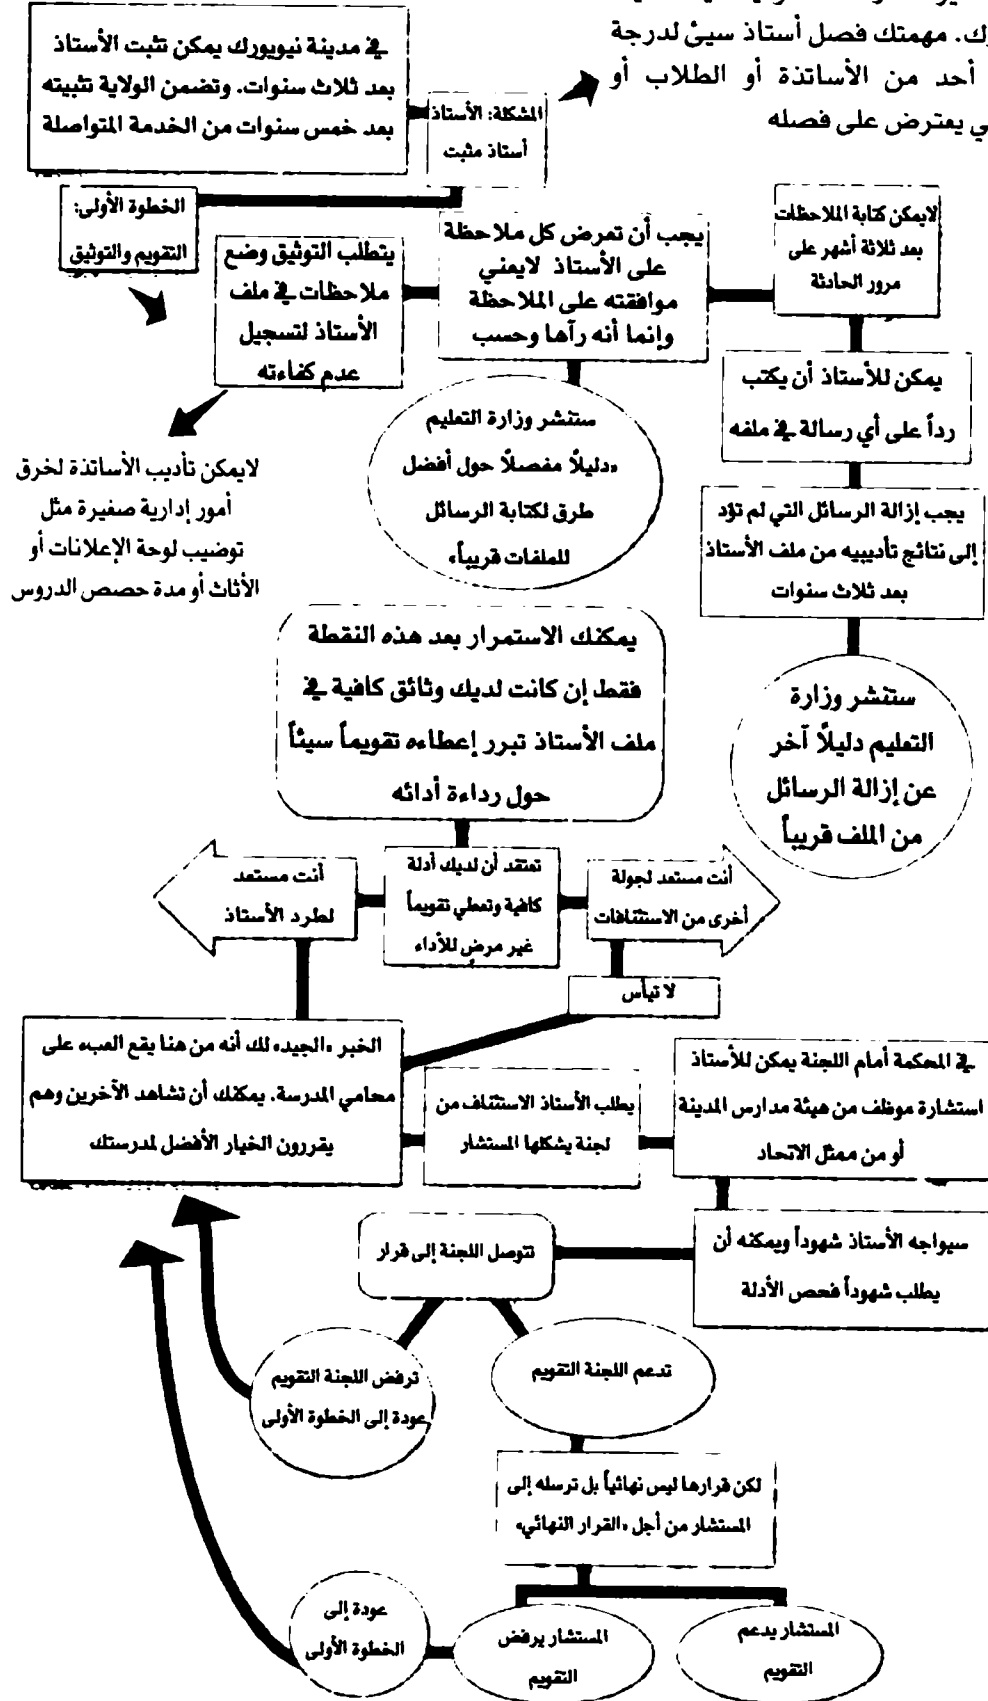 رك. مهمتك فصل أستاذ سيئ لدرجة
أحد من الأساتذة أو الطلاب أو
ي يعترض على فصله
في مدينة نيويورك يمكن تثبت الأستاذ
بعد ثلاث سنوات. وتضمن الولاية تثبيته
بعد خمس سنوات من الخدمة المتواصلة
المشكلة: الأستاذ
أستاذ مثبت
الخطوة الأولى:
التقويم والتوثيق
يتطلب التوثيق وضع
ملاحظات في ملف
الأستاذ لتسجيل
عدم كفاءته
لايمكن تأديب الأساتذة لخرق
أمور إدارية صغيرة مثل
توضيب لوحة الإعلانات أو
الأثاث أو مدة حصص الدروس
يجب أن تعرض كل ملاحظة
على الأستاذ لايعني
موافقته على الملاحظة
وإنما أنه رآها وحسب
ستنشر وزارة التعليم
«دليلاً مفصلاً حول أفضل
طرق لكتابة الرسائل
للملفات قريباً»
لايمكن كتابة الملاحظات
بعد ثلاثة أشهر على
مرور الحادثة
يمكن للأستاذ أن يكتب
رداً على أي رسالة في ملفه
يجب إزالة الرسائل التي لم تؤد
إلى نتائج تأديبيه من ملف الأستاذ
بعد ثلاث سنوات
ستنشر وزارة
التعليم دليلاً آخر
عن إزالة الرسائل
من الملف قريباً
يمكنك الاستمرار بعد هذه النقطة
فقط إن كانت لديك وثائق كافية في
ملف الأستاذ تبرر إعطاءه تقويماً سيئاً
حول رداءة أدائه
تعتقد أن لديك أدلة
كافية وتعطي تقويماً
غير مرض للأداء
أنت مستعد لجولة
أخرى من الاستئنافات
أنت مستعد
لطرد الأستاذ
لا تيأس
الخبر «الجيد» لك أنه من هنا يقع العبء على
محامي المدرسة. يمكنك أن تشاهد الآخرين وهم
يقررون الخيار الأفضل لمدرستك
يطلب الأستاذ الاستئناف من
لجنة يشكلها المستشار
في المحكمة أمام اللجنة يمكن للأستاذ
استشارة موظف من هيئة مدارس المدينة
أو من ممثل الاتحاد
سيواجه الأستاذ شهوداً ويمكنه أن
يطلب شهوداً فحص الأدلة
تتوصل اللجنة إلى قرار
ترفض اللجنة التقويم
عودة إلى الخطوة الأولى
تدعم اللجنة التقويم
لكن قرارها ليس نهائياً بل ترسله إلى
المستشار من أجل «القرار النهائي»
المستشار يدعم
التقويم
المستشار يرفض
التقويم
عودة إلى
الخطوة الأولى